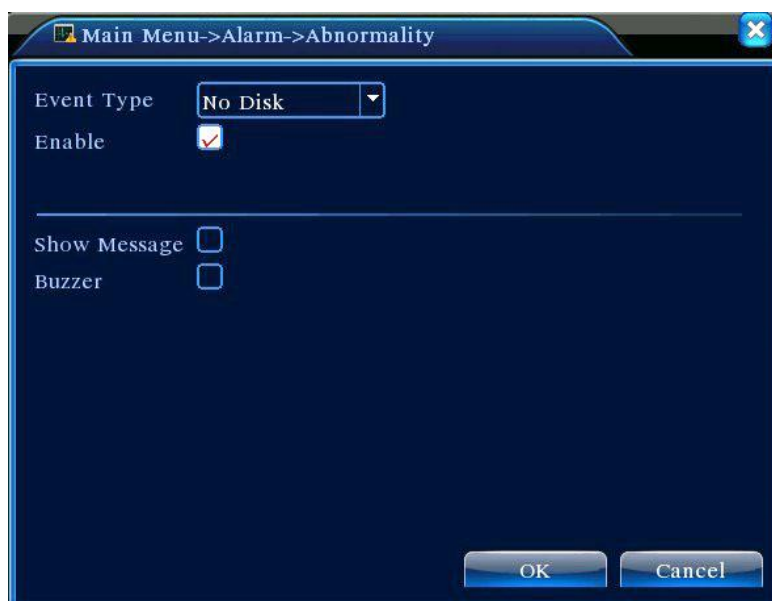 Main Menu->Alarm->Abnormality
Event Type No Disk
Enable
Show Message
Buzzer
OK Cancel